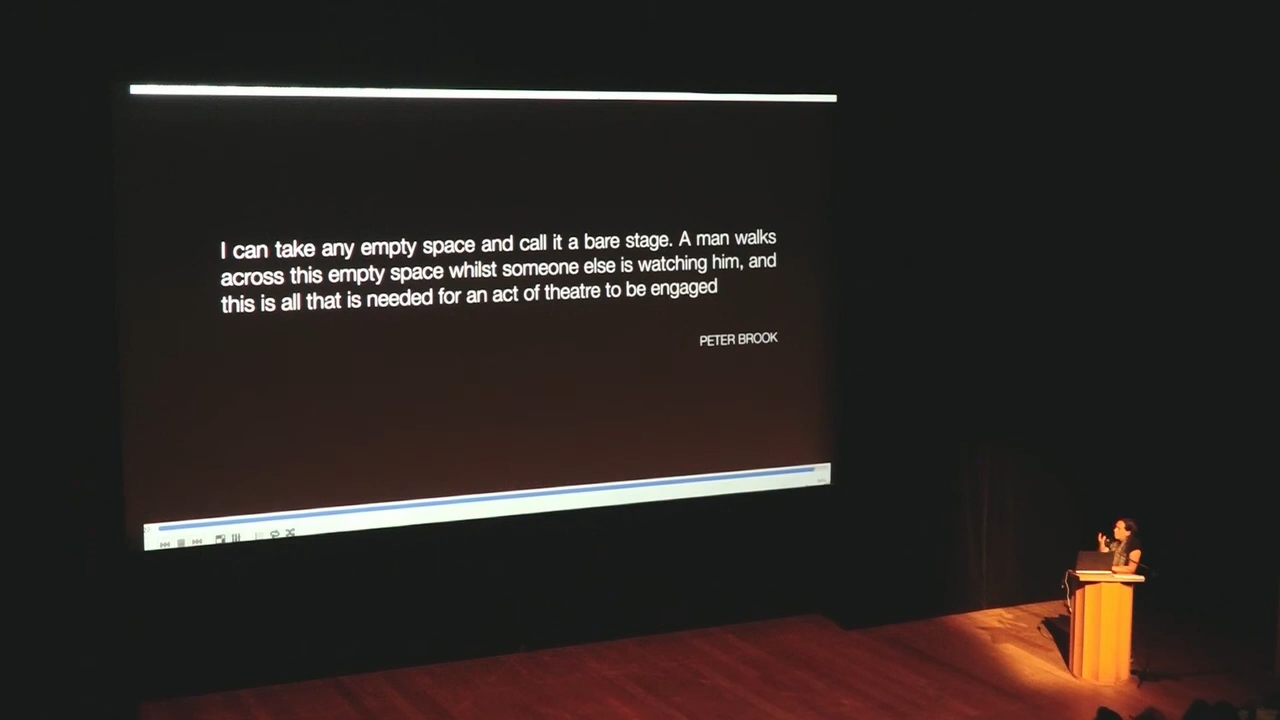 I can take any empty space and call it a bare stage. A man walks
across this empty space whilst someone else is watching him, and
this is all that is needed for an act of theatre to be engaged
PETER BROOK